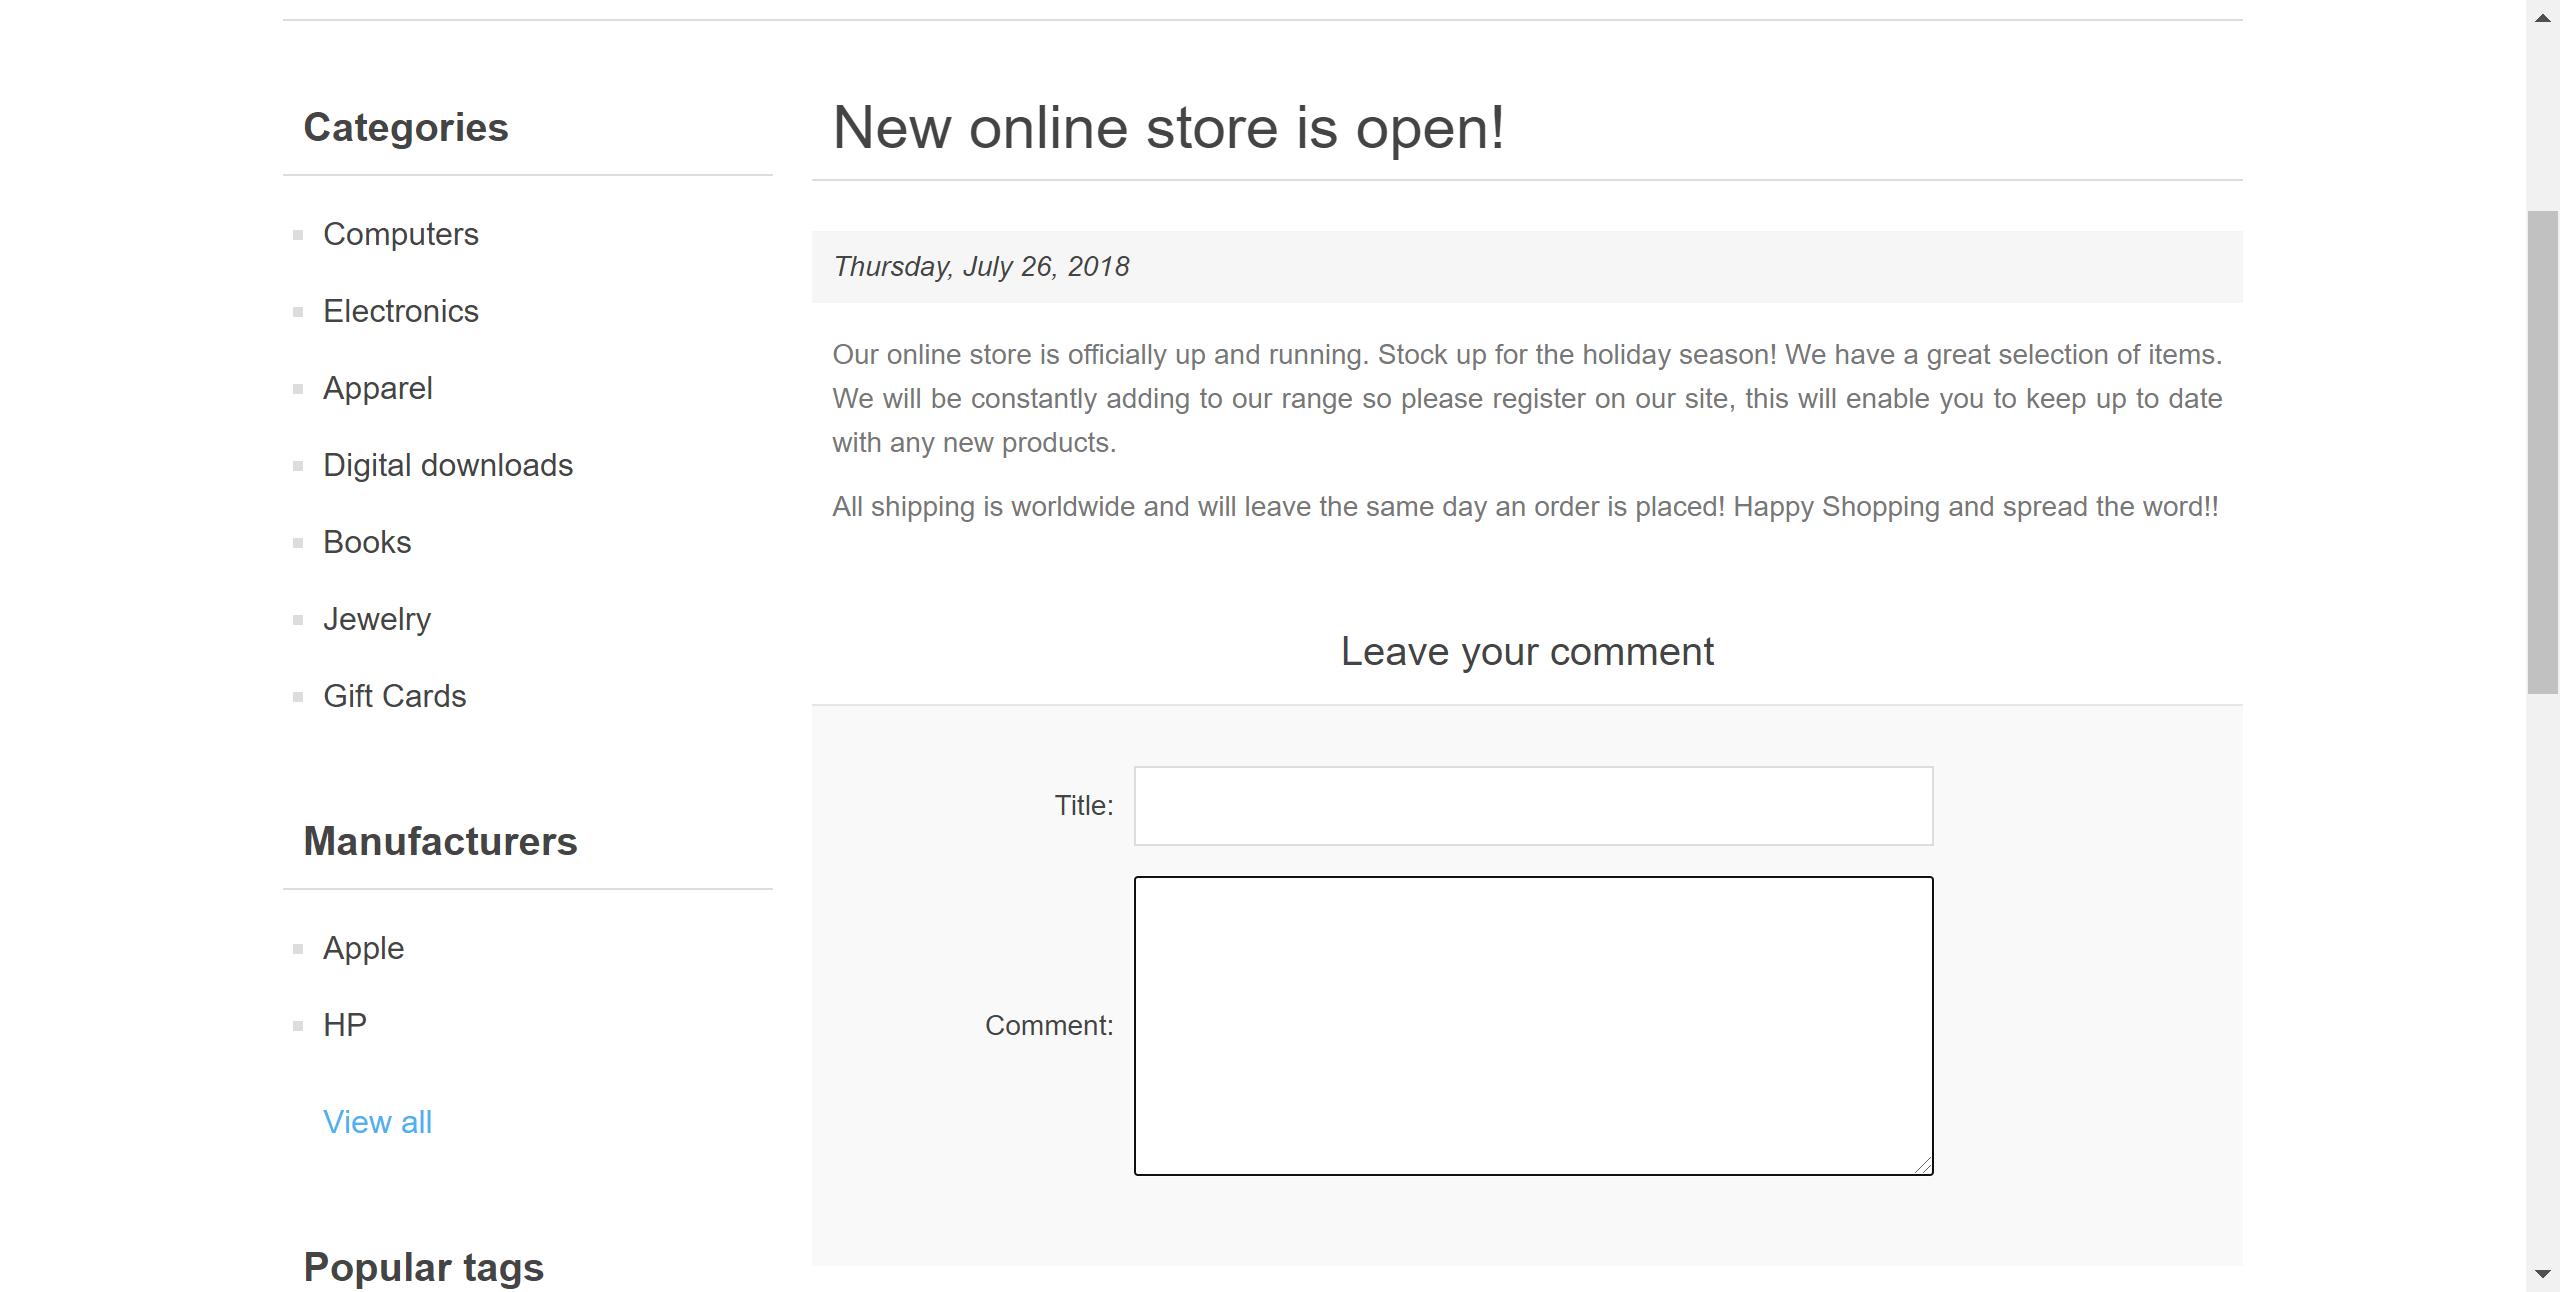 Categories
Computers
Electronics
Apparel
Digital downloads
Books
Jewelry
Gift Cards
Manufacturers
Apple
HP
View all
Popular tags
New online store is open!
Thursday, July 26, 2018
Our online store is officially up and running. Stock up for the holiday season! We have a great selection of items.
We will be constantly adding to our range so please register on our site, this will enable you to keep up to date
with any new products.
All shipping is worldwide and will leave the same day an order is placed! Happy Shopping and spread the word!!
Leave your comment
Title:
Comment: